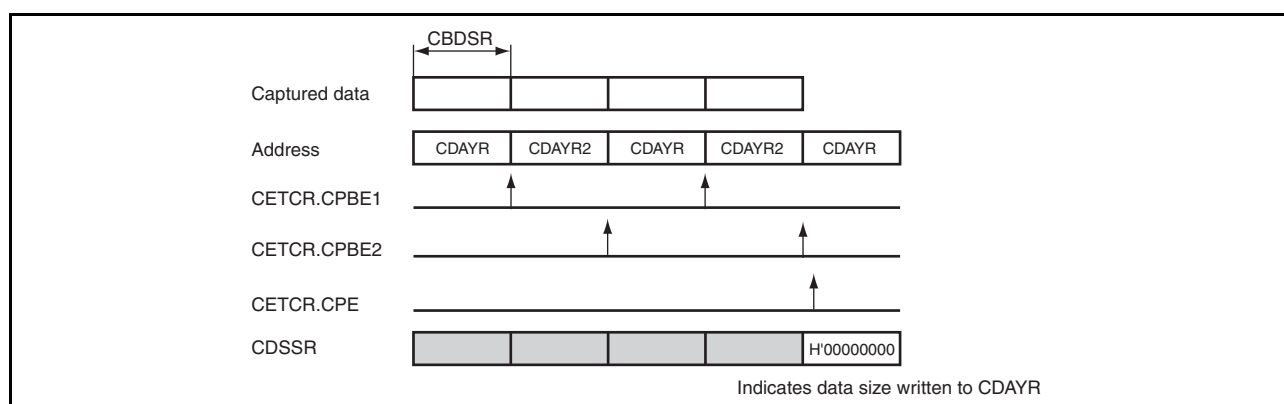 CBDSR
Captured data
Address CDAYR CDAYR2 CDAYR CDAYR2 CDAYR
CETCR.CPBE1
CETCR.CPBE2
CETCR.CPE
CDSSR H'00000000
Indicates data size written to CDAYR